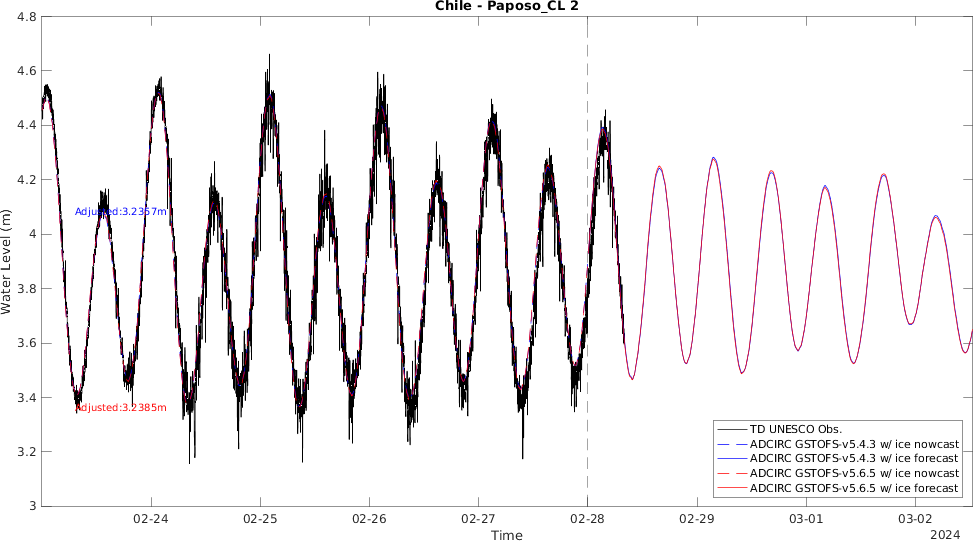 Chile - Paposo_CL 2
4.8
4.6
4.4
4.2
4
3.8
3.6
3.4
3.2
3
Water Level (m)
Adjusted:3.2357m
Adjusted:3.2385m
TD UNESCO Obs.
ADCIRC GSTOFS-v5.4.3 w/ ice nowcast
ADCIRC GSTOFS-v5.4.3 w/ ice forecast
ADCIRC GSTOFS-v5.6.5 w/ ice nowcast
ADCIRC GSTOFS-v5.6.5 w/ ice forecast
02-24 02-25 02-26 02-27 02-28 02-29 03-01 03-02
Time
2024